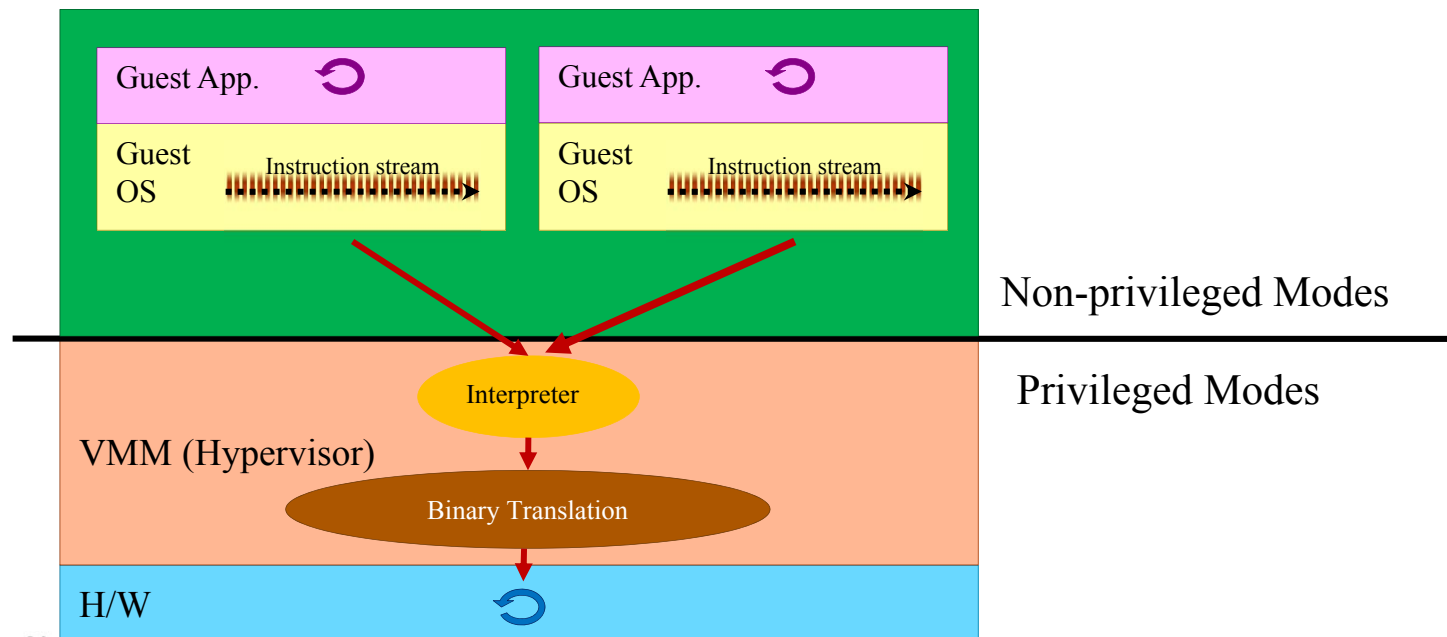 Guest App.
Guest App.
Guest
OS
Instruction stream
Guest
OS
Instruction stream
Non-privileged Modes
Privileged Modes
Interpreter
VMM (Hypervisor)
Binary Translation
H/W